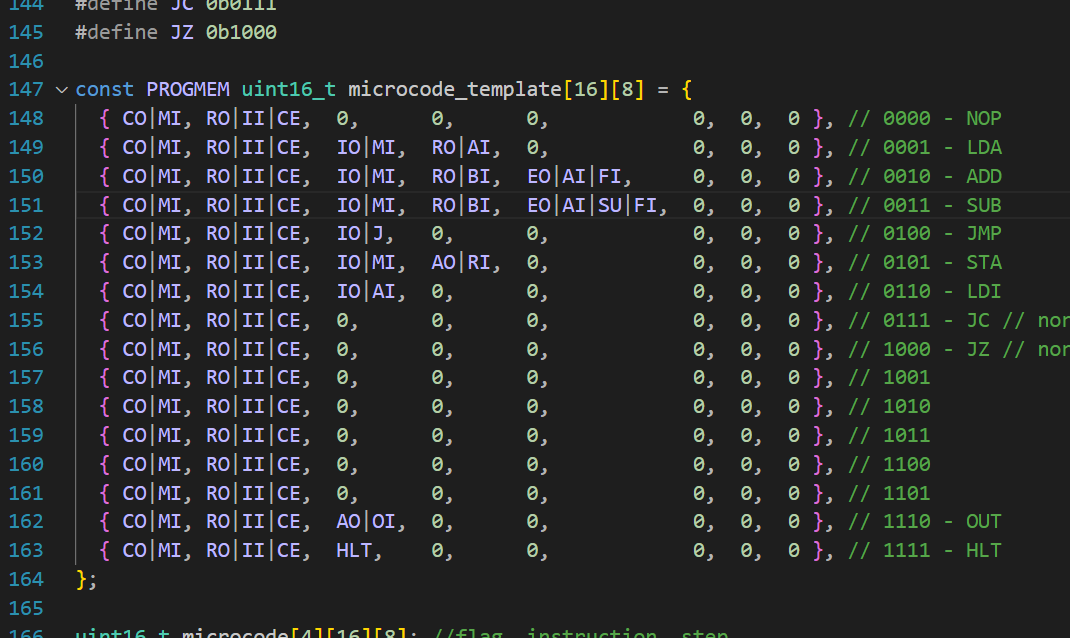 144 #define JC 0b0111
145 #define JZ 0b1000
146
147 const PROGMEM uint16_t microcode_template[16][8] = {
148 { CO|MI, RO|II|CE, 0, 0, 0, 0, 0, 0 }, // 0000 - NOP
149 { CO|MI, RO|II|CE, IO|MI, RO|AI, 0, 0, 0, 0 }, // 0001 - LDA
150 { CO|MI, RO|II|CE, IO|MI, RO|BI, EO|AI|FI, 0, 0, 0 }, // 0010 - ADD
151 { CO|MI, RO|II|CE, IO|MI, RO|BI, EO|AI|SU|FI, 0, 0, 0 }, // 0011 - SUB
152 { CO|MI, RO|II|CE, IO|J, 0, 0, 0, 0, 0 }, // 0100 - JMP
153 { CO|MI, RO|II|CE, IO|MI, AO|RI, 0, 0, 0, 0 }, // 0101 - STA
154 { CO|MI, RO|II|CE, IO|AI, 0, 0, 0, 0, 0 }, // 0110 - LDI
155 { CO|MI, RO|II|CE, 0, 0, 0, 0, 0, 0 }, // 0111 - JC // nor
156 { CO|MI, RO|II|CE, 0, 0, 0, 0, 0, 0 }, // 1000 - JZ // nor
157 { CO|MI, RO|II|CE, 0, 0, 0, 0, 0, 0 }, // 1001
158 { CO|MI, RO|II|CE, 0, 0, 0, 0, 0, 0 }, // 1010
159 { CO|MI, RO|II|CE, 0, 0, 0, 0, 0, 0 }, // 1011
160 { CO|MI, RO|II|CE, 0, 0, 0, 0, 0, 0 }, // 1100
161 { CO|MI, RO|II|CE, 0, 0, 0, 0, 0, 0 }, // 1101
162 { CO|MI, RO|II|CE, AO|OI, 0, 0, 0, 0, 0 }, // 1110 - OUT
163 { CO|MI, RO|II|CE, HLT, 0, 0, 0, 0, 0 }, // 1111 - HLT
164 };
165
166 uint16_t microcode[4][16][8]; //flag, instruction, step